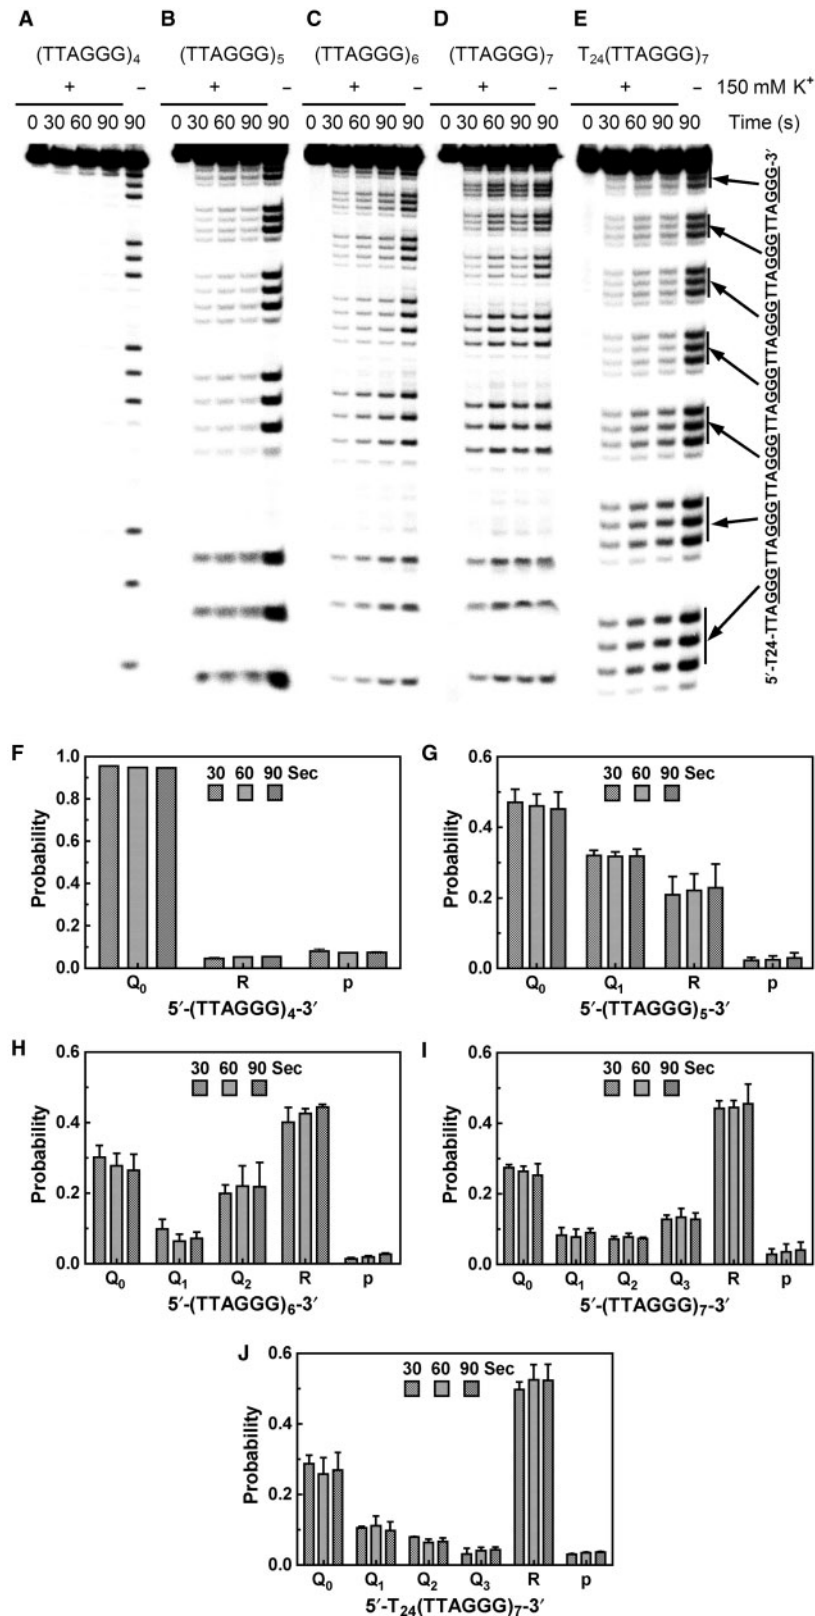 A B C D E
(TTAGGG)4 (TTAGGG)5 (TTAGGG)6 (TTAGGG)7 T24(TTAGGG)7
+ – + – + – + – + – 150 mM K+
0 30 60 90 90 0 30 60 90 90 0 30 60 90 90 0 30 60 90 90 0 30 60 90 90 Time (s)
5′-T24-TTAGGGTTAGGGTTAGGGTTAGGGTTAGGGTTAGGGTTAGGG-3′
F
30 60 90 Sec
Probability
1.0
0.8
0.6
0.4
0.2
0.0
Q0 R p
5′-(TTAGGG)4-3′
G
30 60 90 Sec
Probability
0.6
0.4
0.2
0.0
Q0 Q1 R p
5′-(TTAGGG)5-3′
H
30 60 90 Sec
Probability
0.6
0.4
0.2
0.0
Q0 Q1 Q2 R p
5′-(TTAGGG)6-3′
I
30 60 90 Sec
Probability
0.6
0.4
0.2
0.0
Q0 Q1 Q2 Q3 R p
5′-(TTAGGG)7-3′
J
30 60 90 Sec
Probability
0.6
0.4
0.2
0.0
Q0 Q1 Q2 Q3 R p
5′-T24(TTAGGG)7-3′